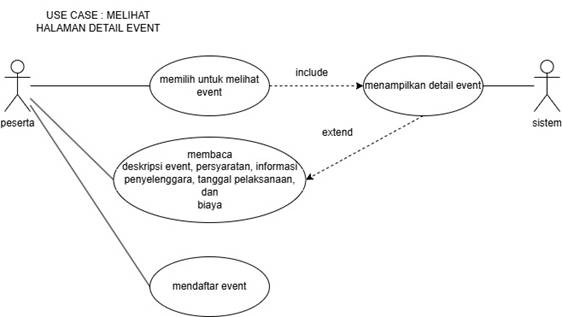 USE CASE : MELIHAT
HALAMAN DETAIL EVENT
peserta
memilih untuk melihat
event
include
menampilkan detail event
sistem
extend
membaca
deskripsi event, persyaratan, informasi
penyelenggara, tanggal pelaksanaan,
dan
biaya
mendaftar event